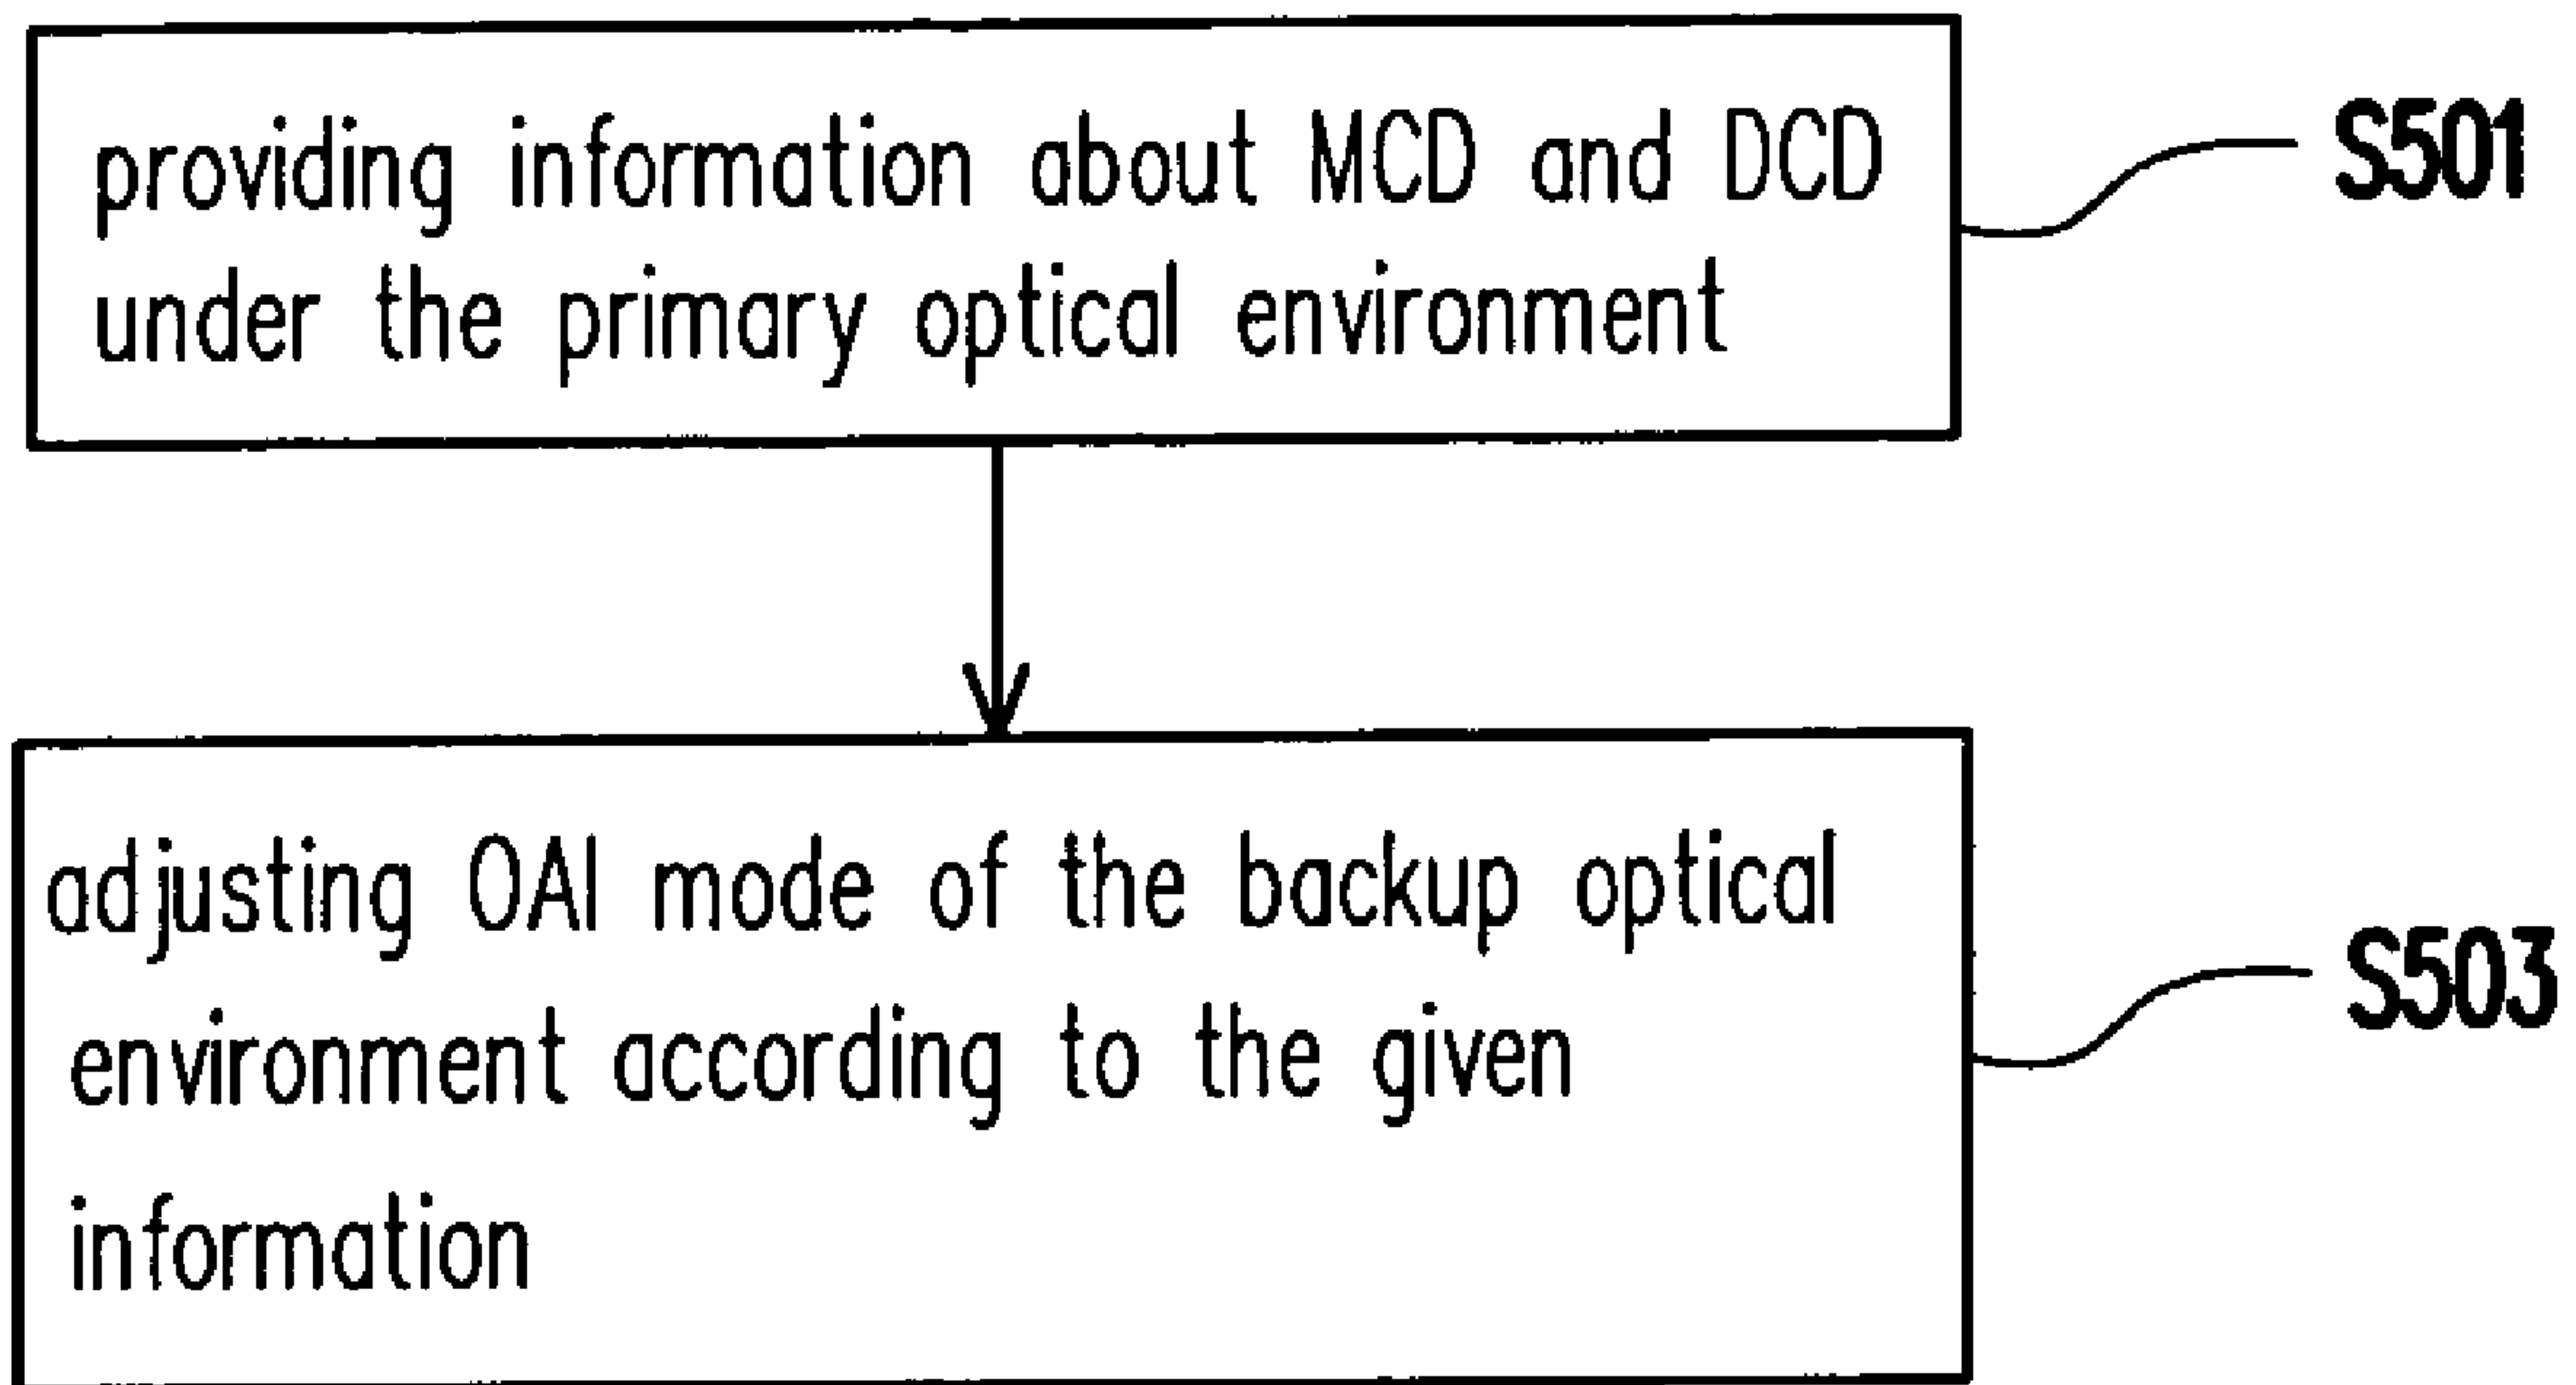 providing information about MCD and DCD
under the primary optical environment
S501
adjusting OAI mode of the backup optical
environment according to the given
information
S503